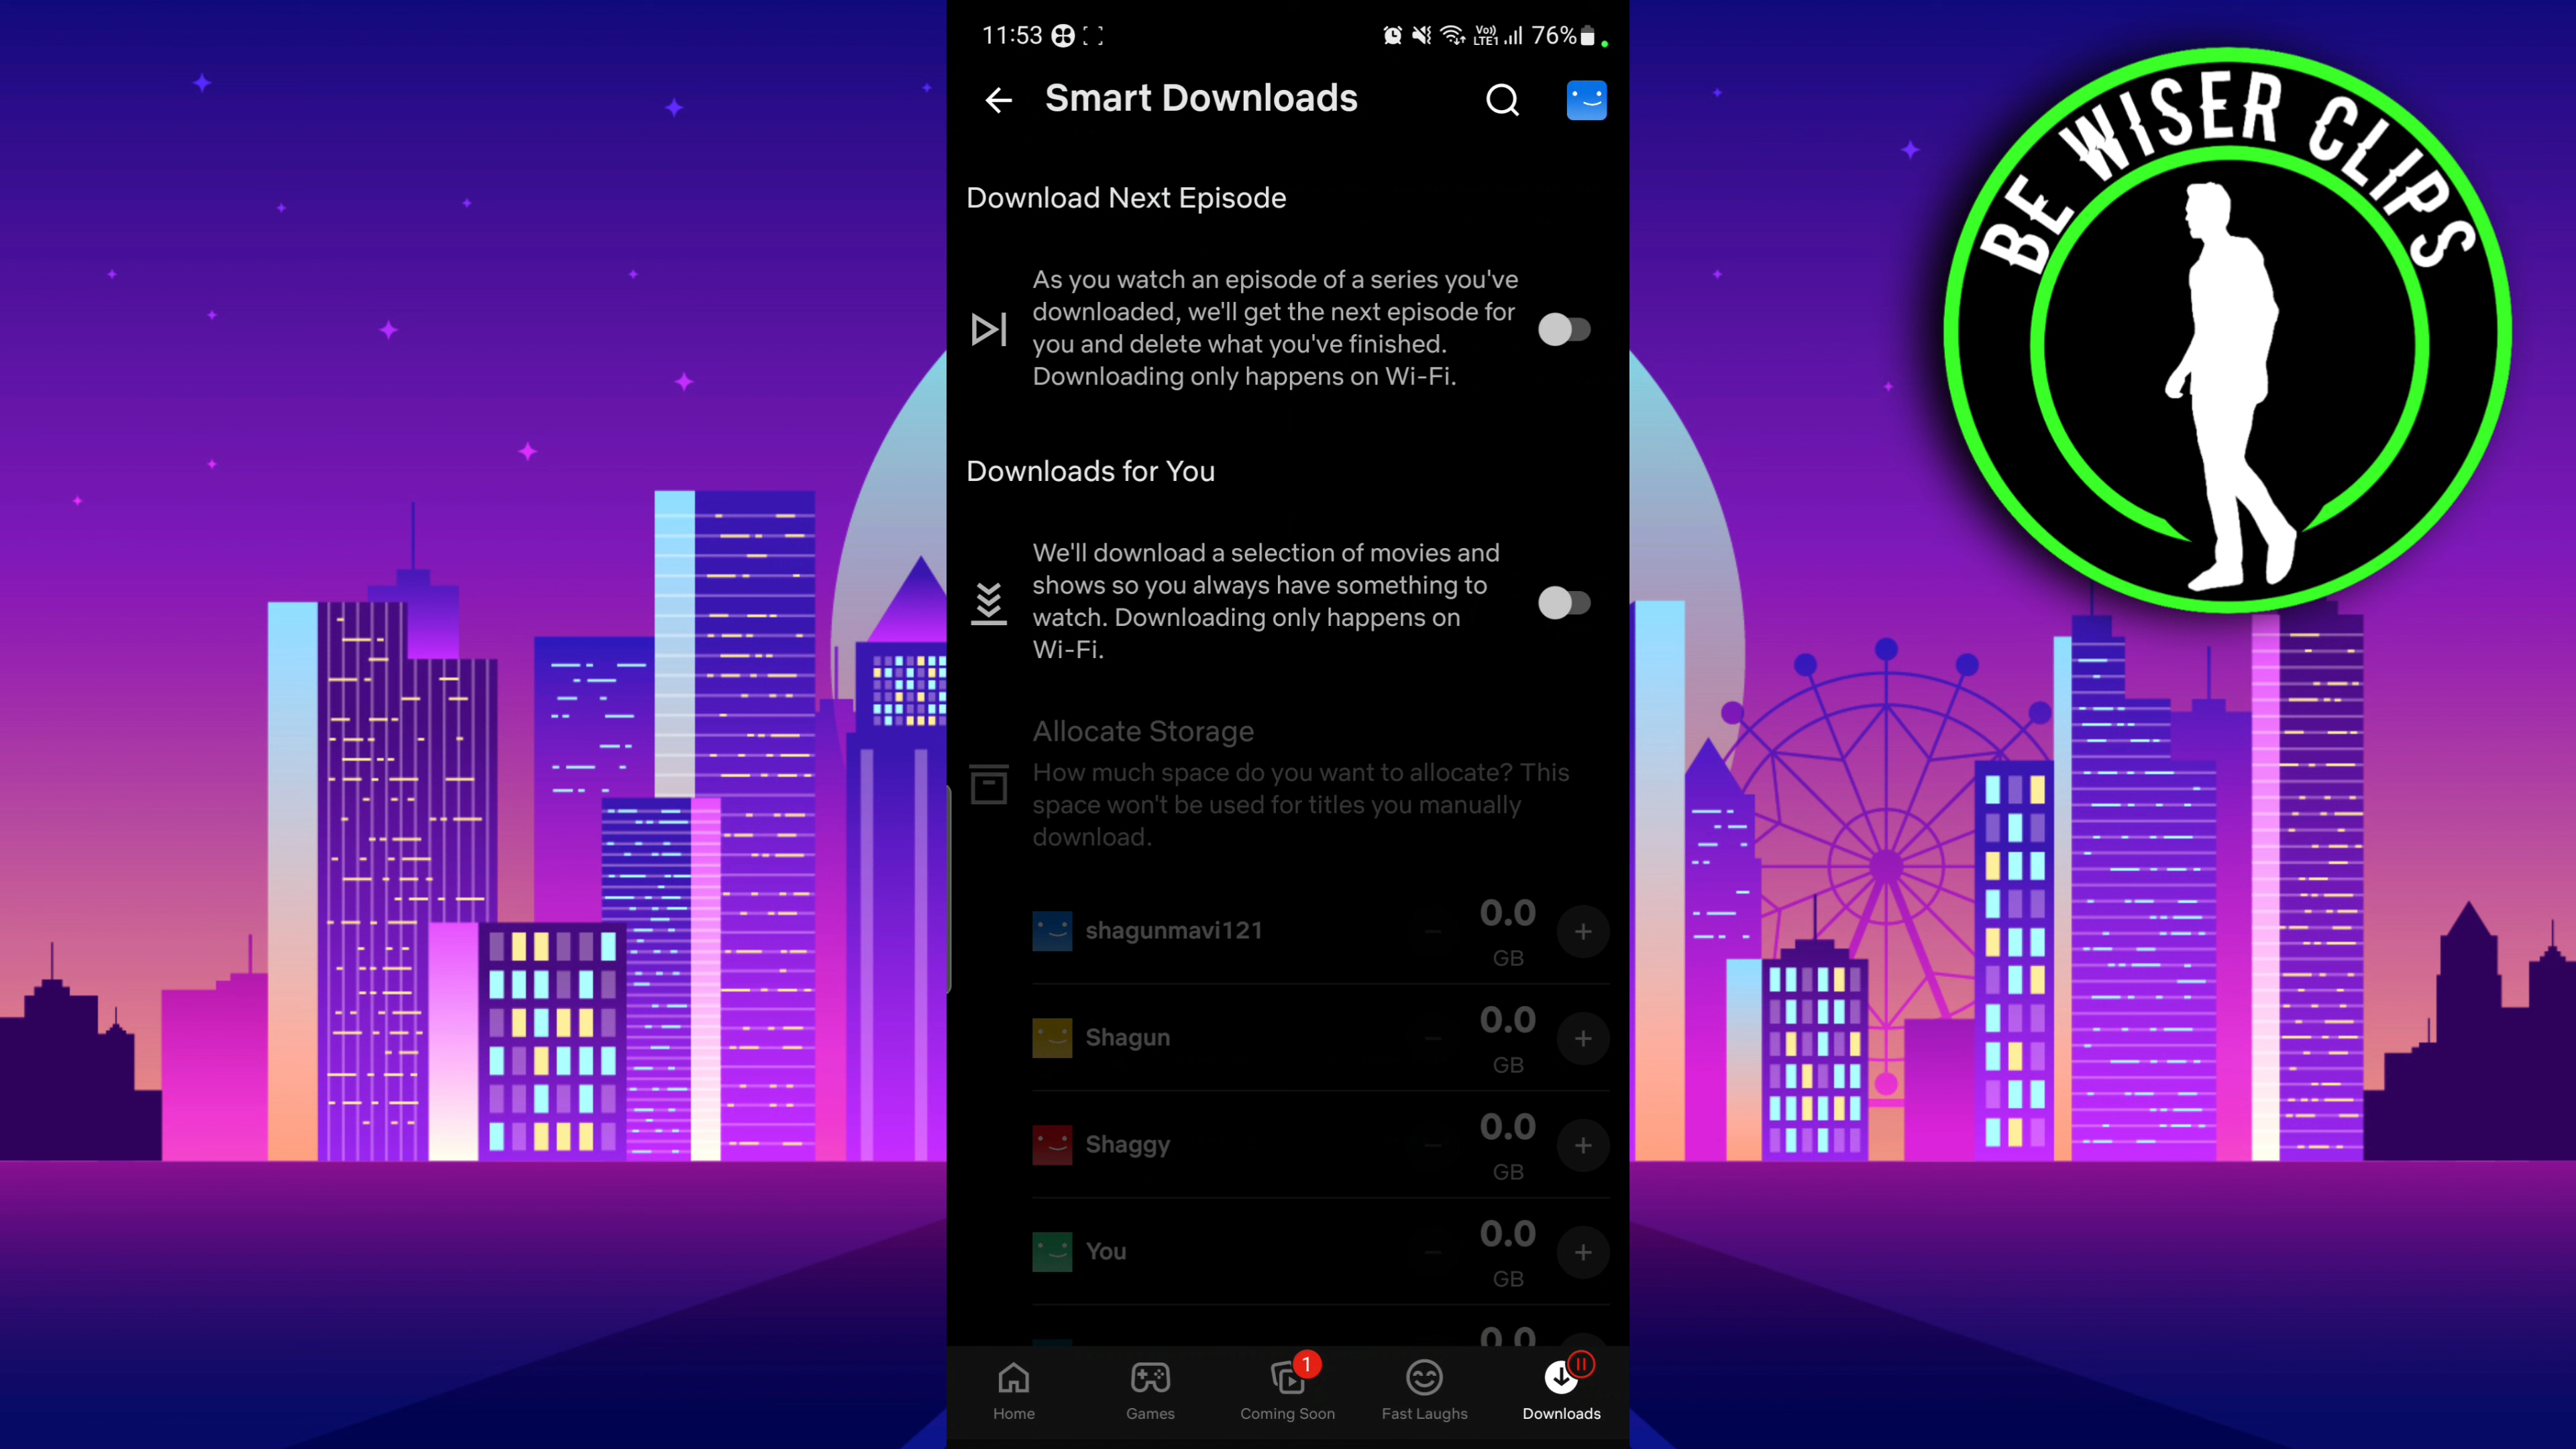 11:53
Vo)) LTE1 76%
Smart Downloads
BE WISER CLIPS
Download Next Episode
As you watch an episode of a series you've
downloaded, we'll get the next episode for
you and delete what you've finished.
Downloading only happens on Wi-Fi.
Downloads for You
We'll download a selection of movies and
shows so you always have something to
watch. Downloading only happens on
Wi-Fi.
Allocate Storage
How much space do you want to allocate? This
space won't be used for titles you manually
download.
shagunmavi121
0.0
GB
Shagun
0.0
GB
Shaggy
0.0
GB
You
0.0
GB
0.0
1
Home Games Coming Soon Fast Laughs Downloads